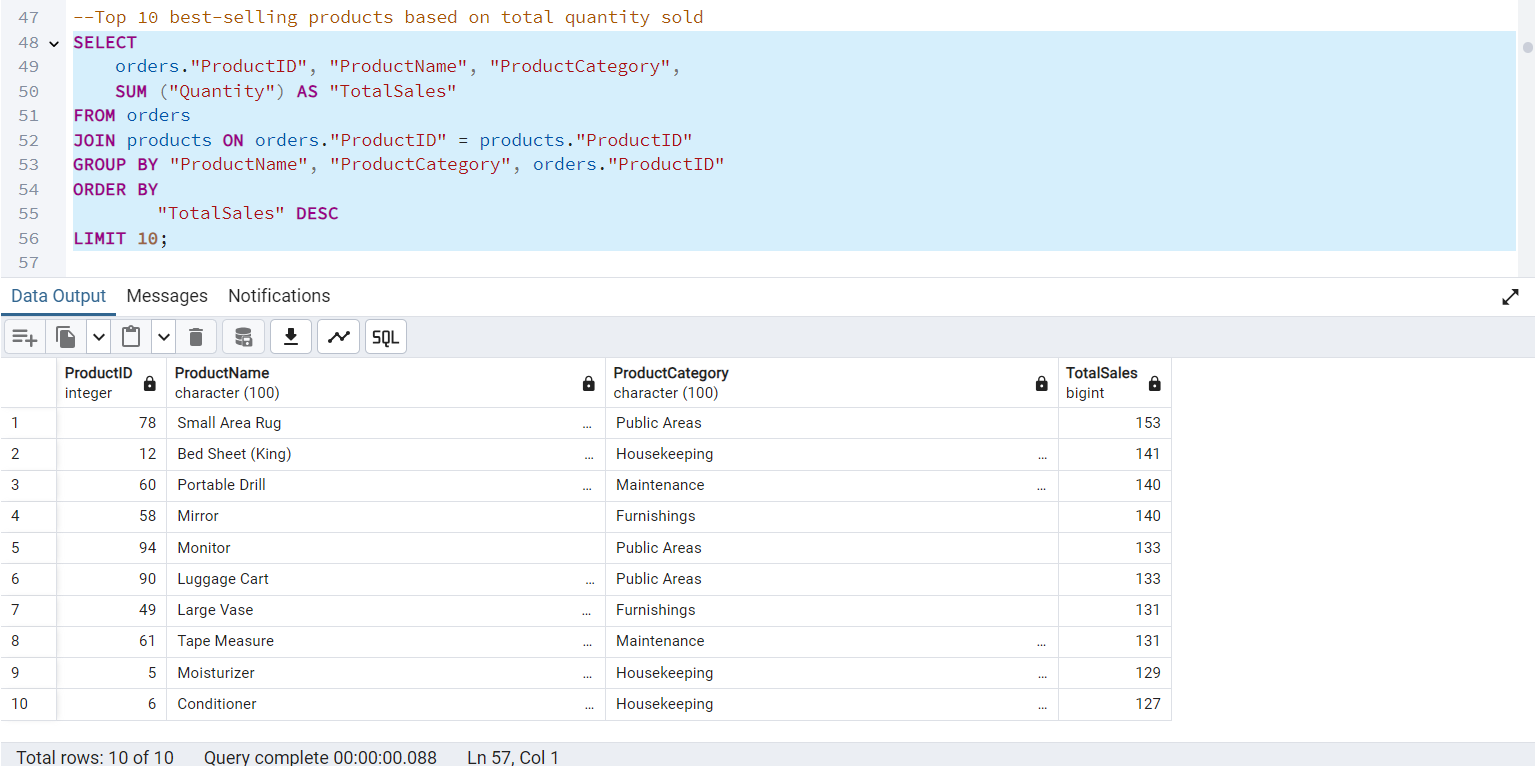 47 --Top 10 best-selling products based on total quantity sold
48 SELECT
49 orders."ProductID", "ProductName", "ProductCategory",
50 SUM ("Quantity") AS "TotalSales"
51 FROM orders
52 JOIN products ON orders."ProductID" = products."ProductID"
53 GROUP BY "ProductName", "ProductCategory", orders."ProductID"
54 ORDER BY
55 "TotalSales" DESC
56 LIMIT 10;
57
Data Output Messages Notifications
SQL
ProductID ProductName ProductCategory TotalSales
integer character (100) character (100) bigint
1 78 Small Area Rug ... Public Areas 153
2 12 Bed Sheet (King) ... Housekeeping ... 141
3 60 Portable Drill ... Maintenance ... 140
4 58 Mirror Furnishings 140
5 94 Monitor Public Areas 133
6 90 Luggage Cart ... Public Areas 133
7 49 Large Vase ... Furnishings 131
8 61 Tape Measure ... Maintenance ... 131
9 5 Moisturizer ... Housekeeping ... 129
10 6 Conditioner ... Housekeeping ... 127
Total rows: 10 of 10 Query complete 00:00:00.088 Ln 57, Col 1